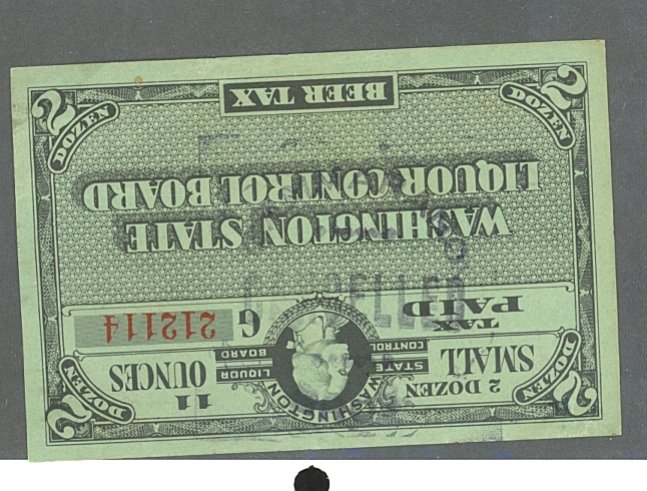 2 DOZEN
2 DOZEN
2 DOZEN
SMALL
WASHINGTON
STATE LIQUOR
CONTROL BOARD
11
OUNCES
TAX
PAID
G 212114
CANCELLED
WASHINGTON STATE
LIQUOR CONTROL BOARD
2 DOZEN
BEER TAX
2 DOZEN